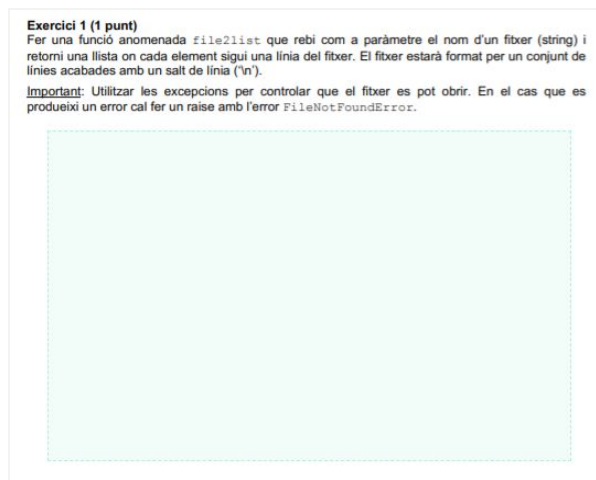 Exercici 1 (1 punt)
Fer una funció anomenada file2list que rebi com a paràmetre el nom d'un fitxer (string) i
retorni una llista on cada element sigui una línia del fitxer. El fitxer estarà format per un conjunt de
línies acabades amb un salt de línia ('\n').
Important: Utilitzar les excepcions per controlar que el fitxer es pot obrir. En el cas que es
produeixi un error cal fer un raise amb l'error FileNotFoundError.